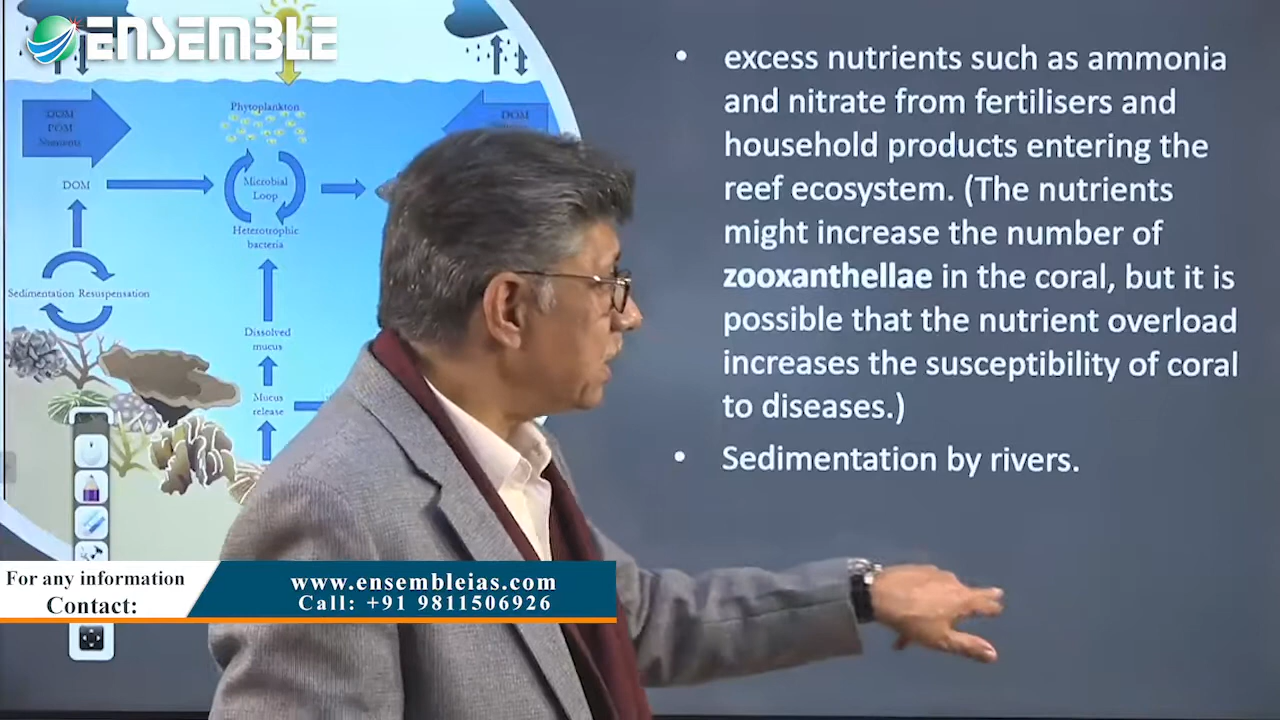 ENSEMBLE
DOM
POM
Nutrients
DOM
Phytoplankton
DOM
Microbial
Loop
Heterotrophic
bacteria
Sedimentation Resuspensation
Dissolved
mucus
Mucus
release
• excess nutrients such as ammonia
and nitrate from fertilisers and
household products entering the
reef ecosystem. (The nutrients
might increase the number of
zooxanthellae in the coral, but it is
possible that the nutrient overload
increases the susceptibility of coral
to diseases.)
• Sedimentation by rivers.
For any information
Contact:
www.ensembleias.com
Call: +91 9811506926